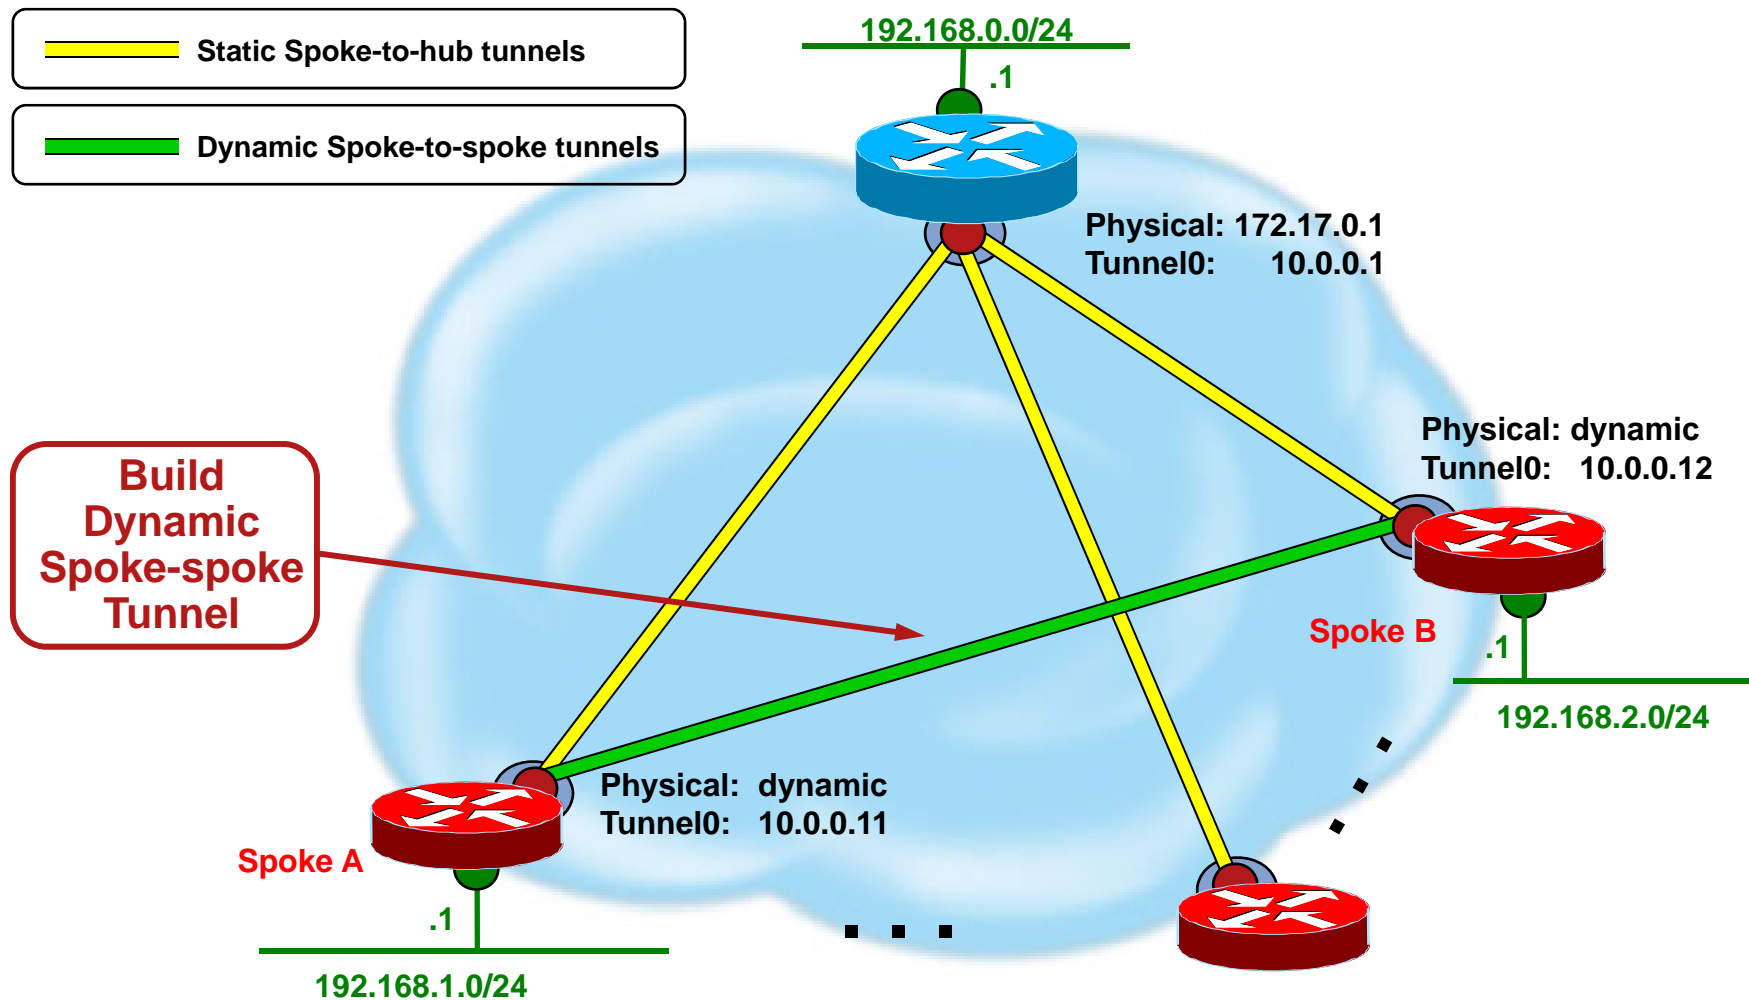 Static Spoke-to-hub tunnels
Dynamic Spoke-to-spoke tunnels
192.168.0.0/24
.1
Physical: 172.17.0.1
Tunnel0: 10.0.0.1
Physical: dynamic
Tunnel0: 10.0.0.12
Build
Dynamic
Spoke-spoke
Tunnel
Spoke B
.1
192.168.2.0/24
Physical: dynamic
Tunnel0: 10.0.0.11
Spoke A
.1
192.168.1.0/24